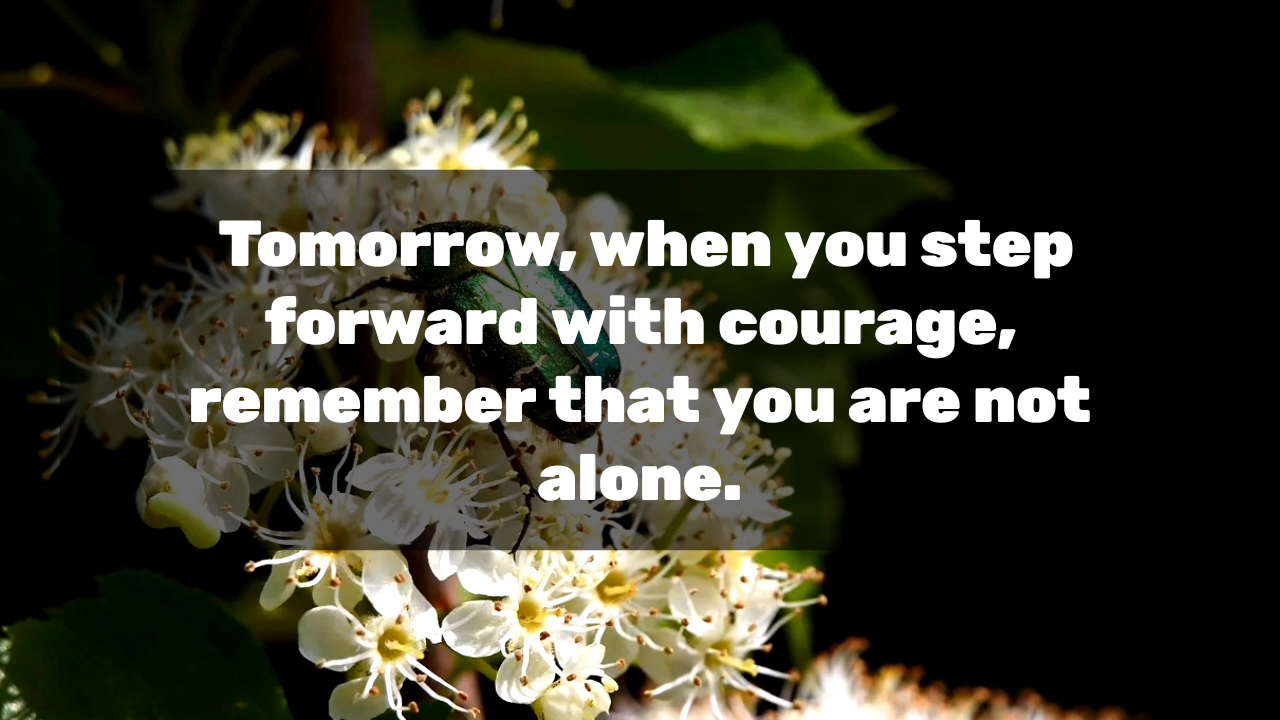 Tomorrow, when you step
forward with courage,
remember that you are not
alone.